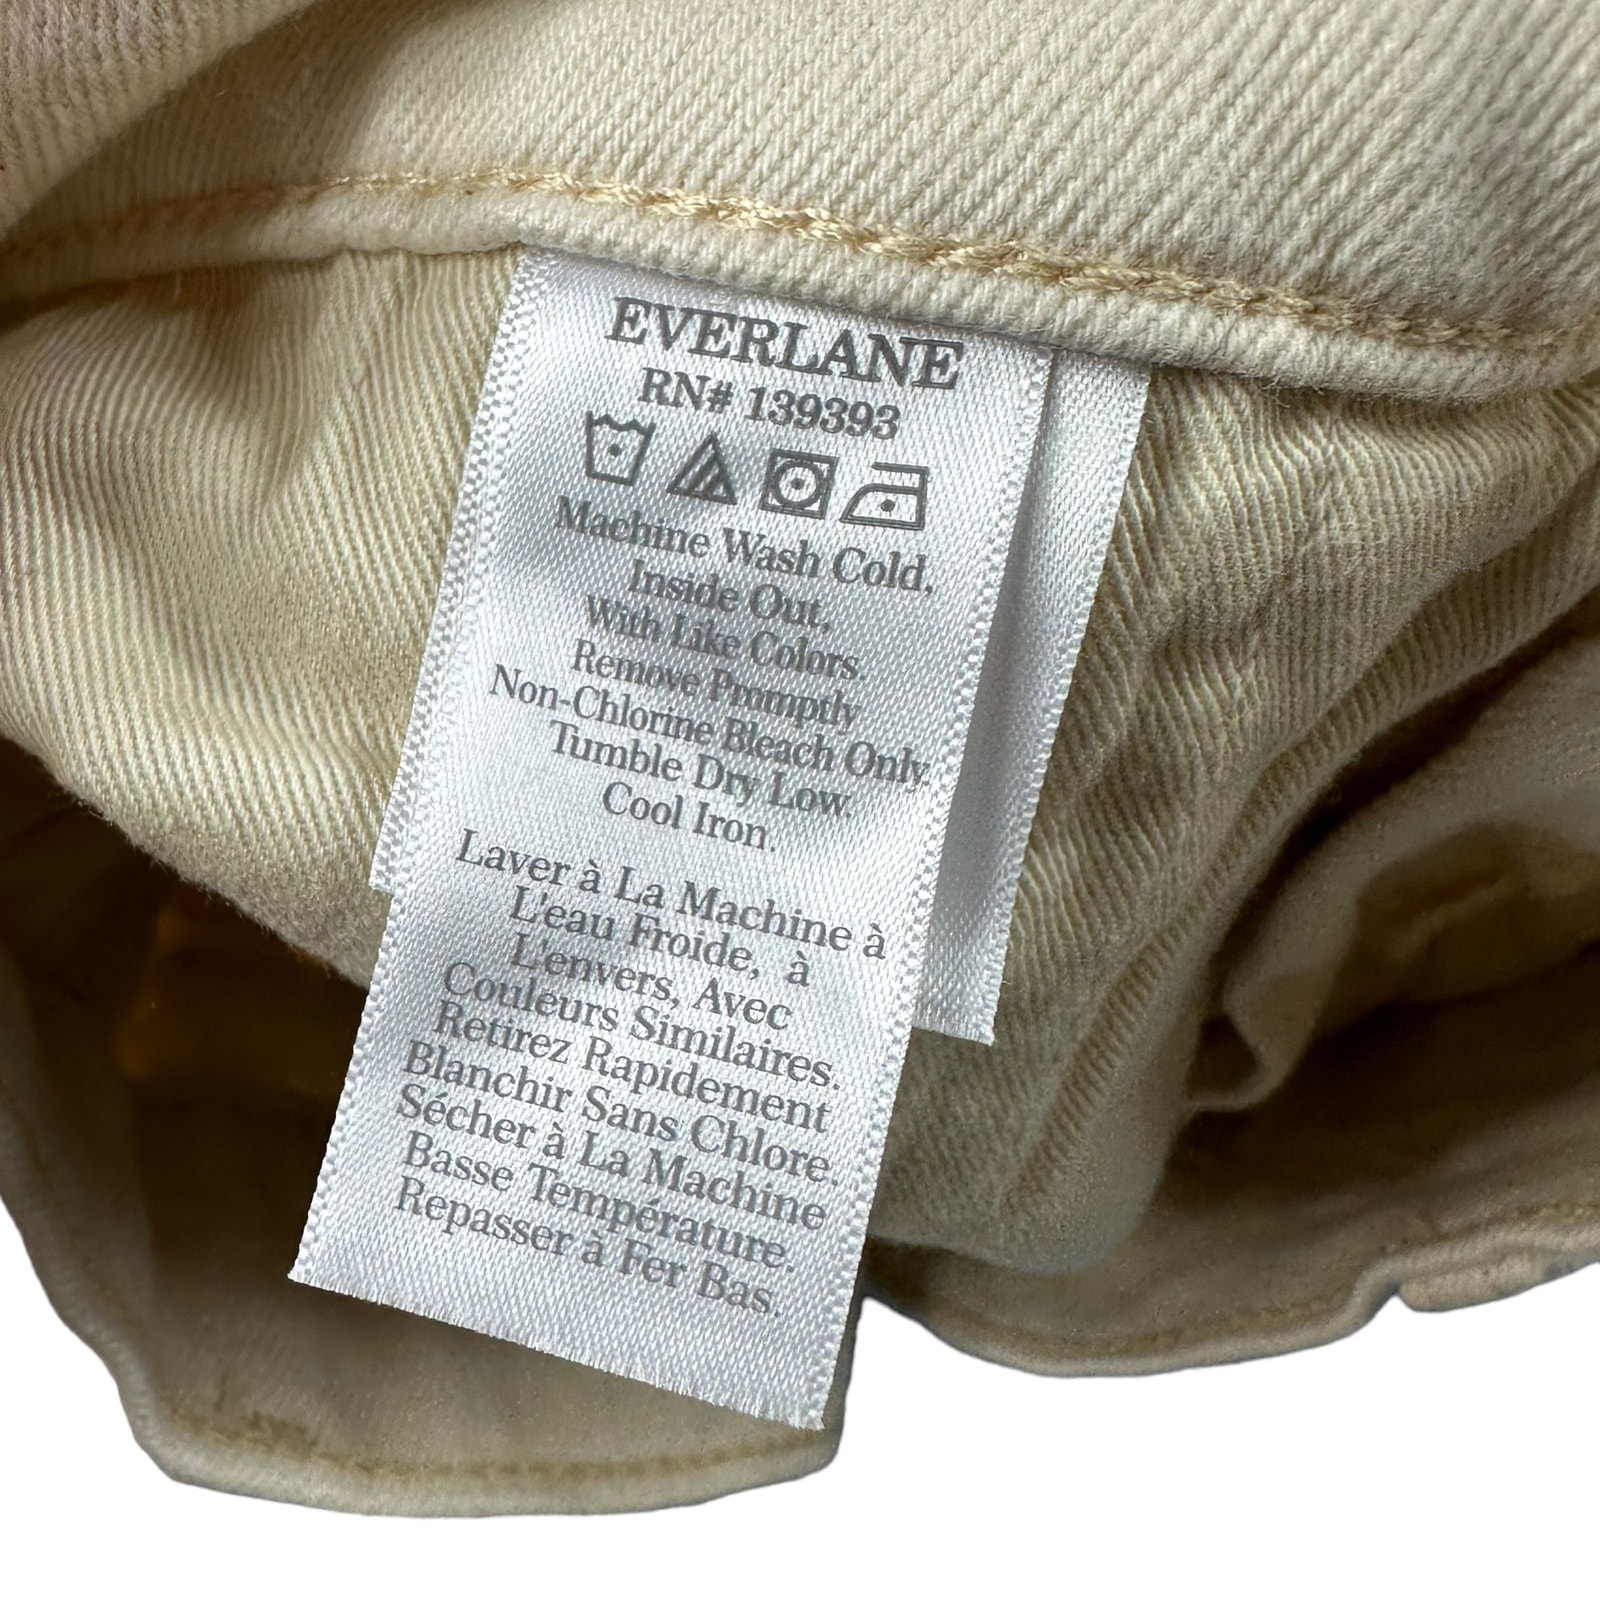 EVERLANE
RN# 139393
Machine Wash Cold,
Inside Out,
With Like Colors.
Remove Promptly
Non-Chlorine Bleach Only.
Tumble Dry Low.
Cool Iron.
Laver à La Machine à
L'eau Froide, à
L'envers, Avec
Couleurs Similaires.
Retirez Rapidement
Blanchir Sans Chlore.
Sécher à La Machine
Basse Température.
Repasser à Fer Bas.